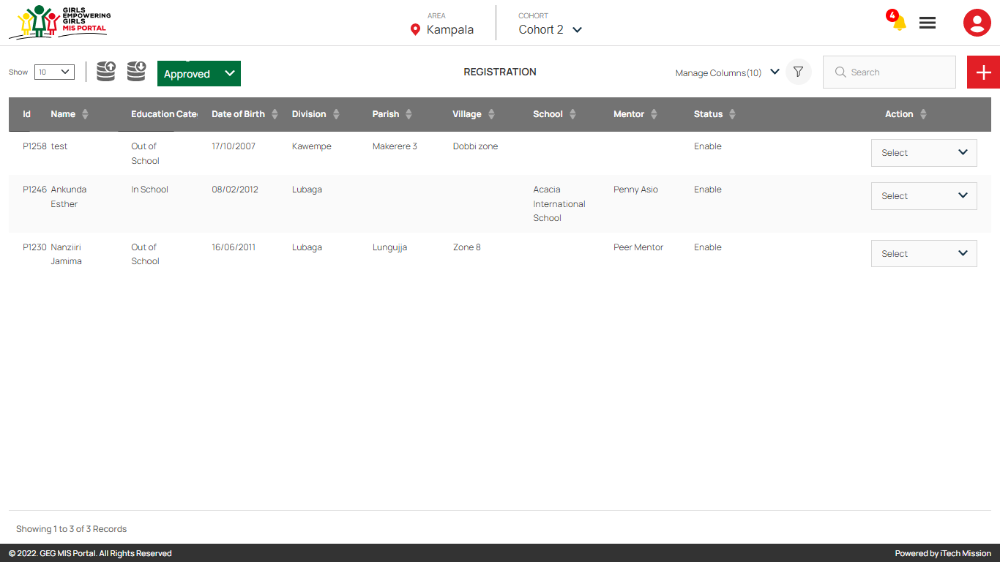 GIRLS
EMPOWERING
GIRLS
MIS PORTAL
AREA
Kampala
COHORT
Cohort 2
4
Show 10
Approved
REGISTRATION
Manage Columns(10)
Search
Id Name Education Cate Date of Birth Division Parish Village School Mentor Status Action
P1258 test Out of School 17/10/2007 Kawempe Makerere 3 Dobbi zone Enable Select
P1246 Ankunda Esther In School 08/02/2012 Lubaga Acacia International School Penny Asio Enable Select
P1230 Nanziiri Jamima Out of School 16/06/2011 Lubaga Lungujja Zone 8 Peer Mentor Enable Select
Showing 1 to 3 of 3 Records
© 2022. GEG MIS Portal. All Rights Reserved
Powered by iTech Mission